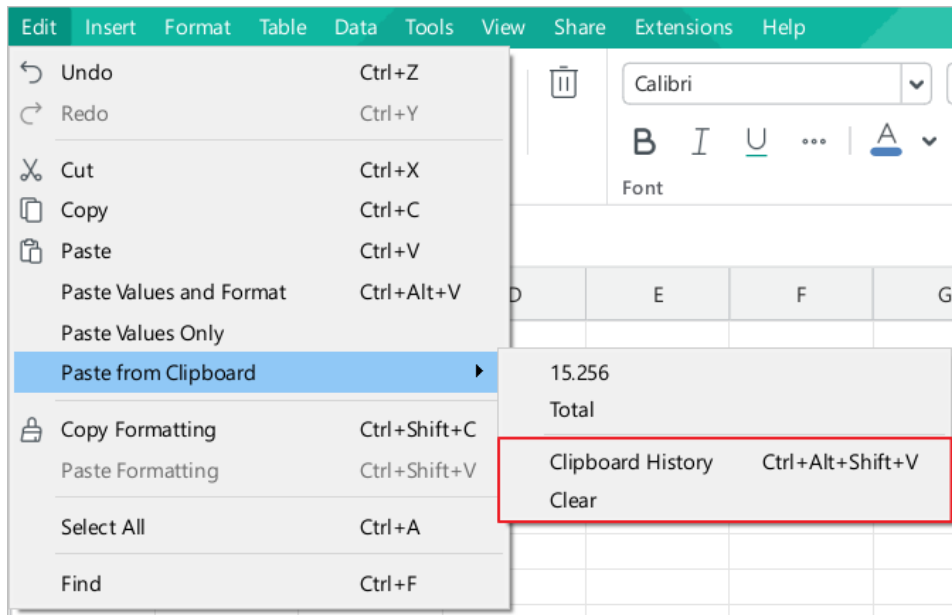 Edit Insert Format Table Data Tools View Share Extensions Help
Undo Ctrl+Z
Redo Ctrl+Y
Cut Ctrl+X
Copy Ctrl+C
Paste Ctrl+V
Paste Values and Format Ctrl+Alt+V
Paste Values Only
Paste from Clipboard
Copy Formatting Ctrl+Shift+C
Paste Formatting Ctrl+Shift+V
Select All Ctrl+A
Find Ctrl+F
Calibri
B I U A
Font
D E F G
15.256
Total
Clipboard History Ctrl+Alt+Shift+V
Clear